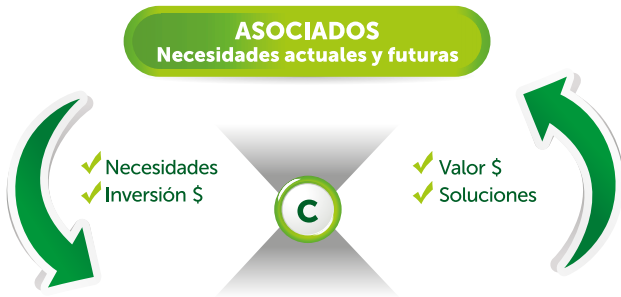 ASOCIADOS
Necesidades actuales y futuras
Necesidades
Inversión $
C
Valor $
Soluciones